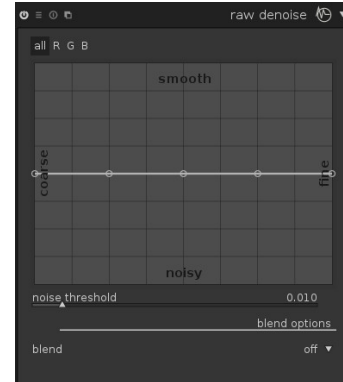 raw denoise
all R G B
smooth
coarse
fine
noisy
noise threshold 0.010
blend options
blend off